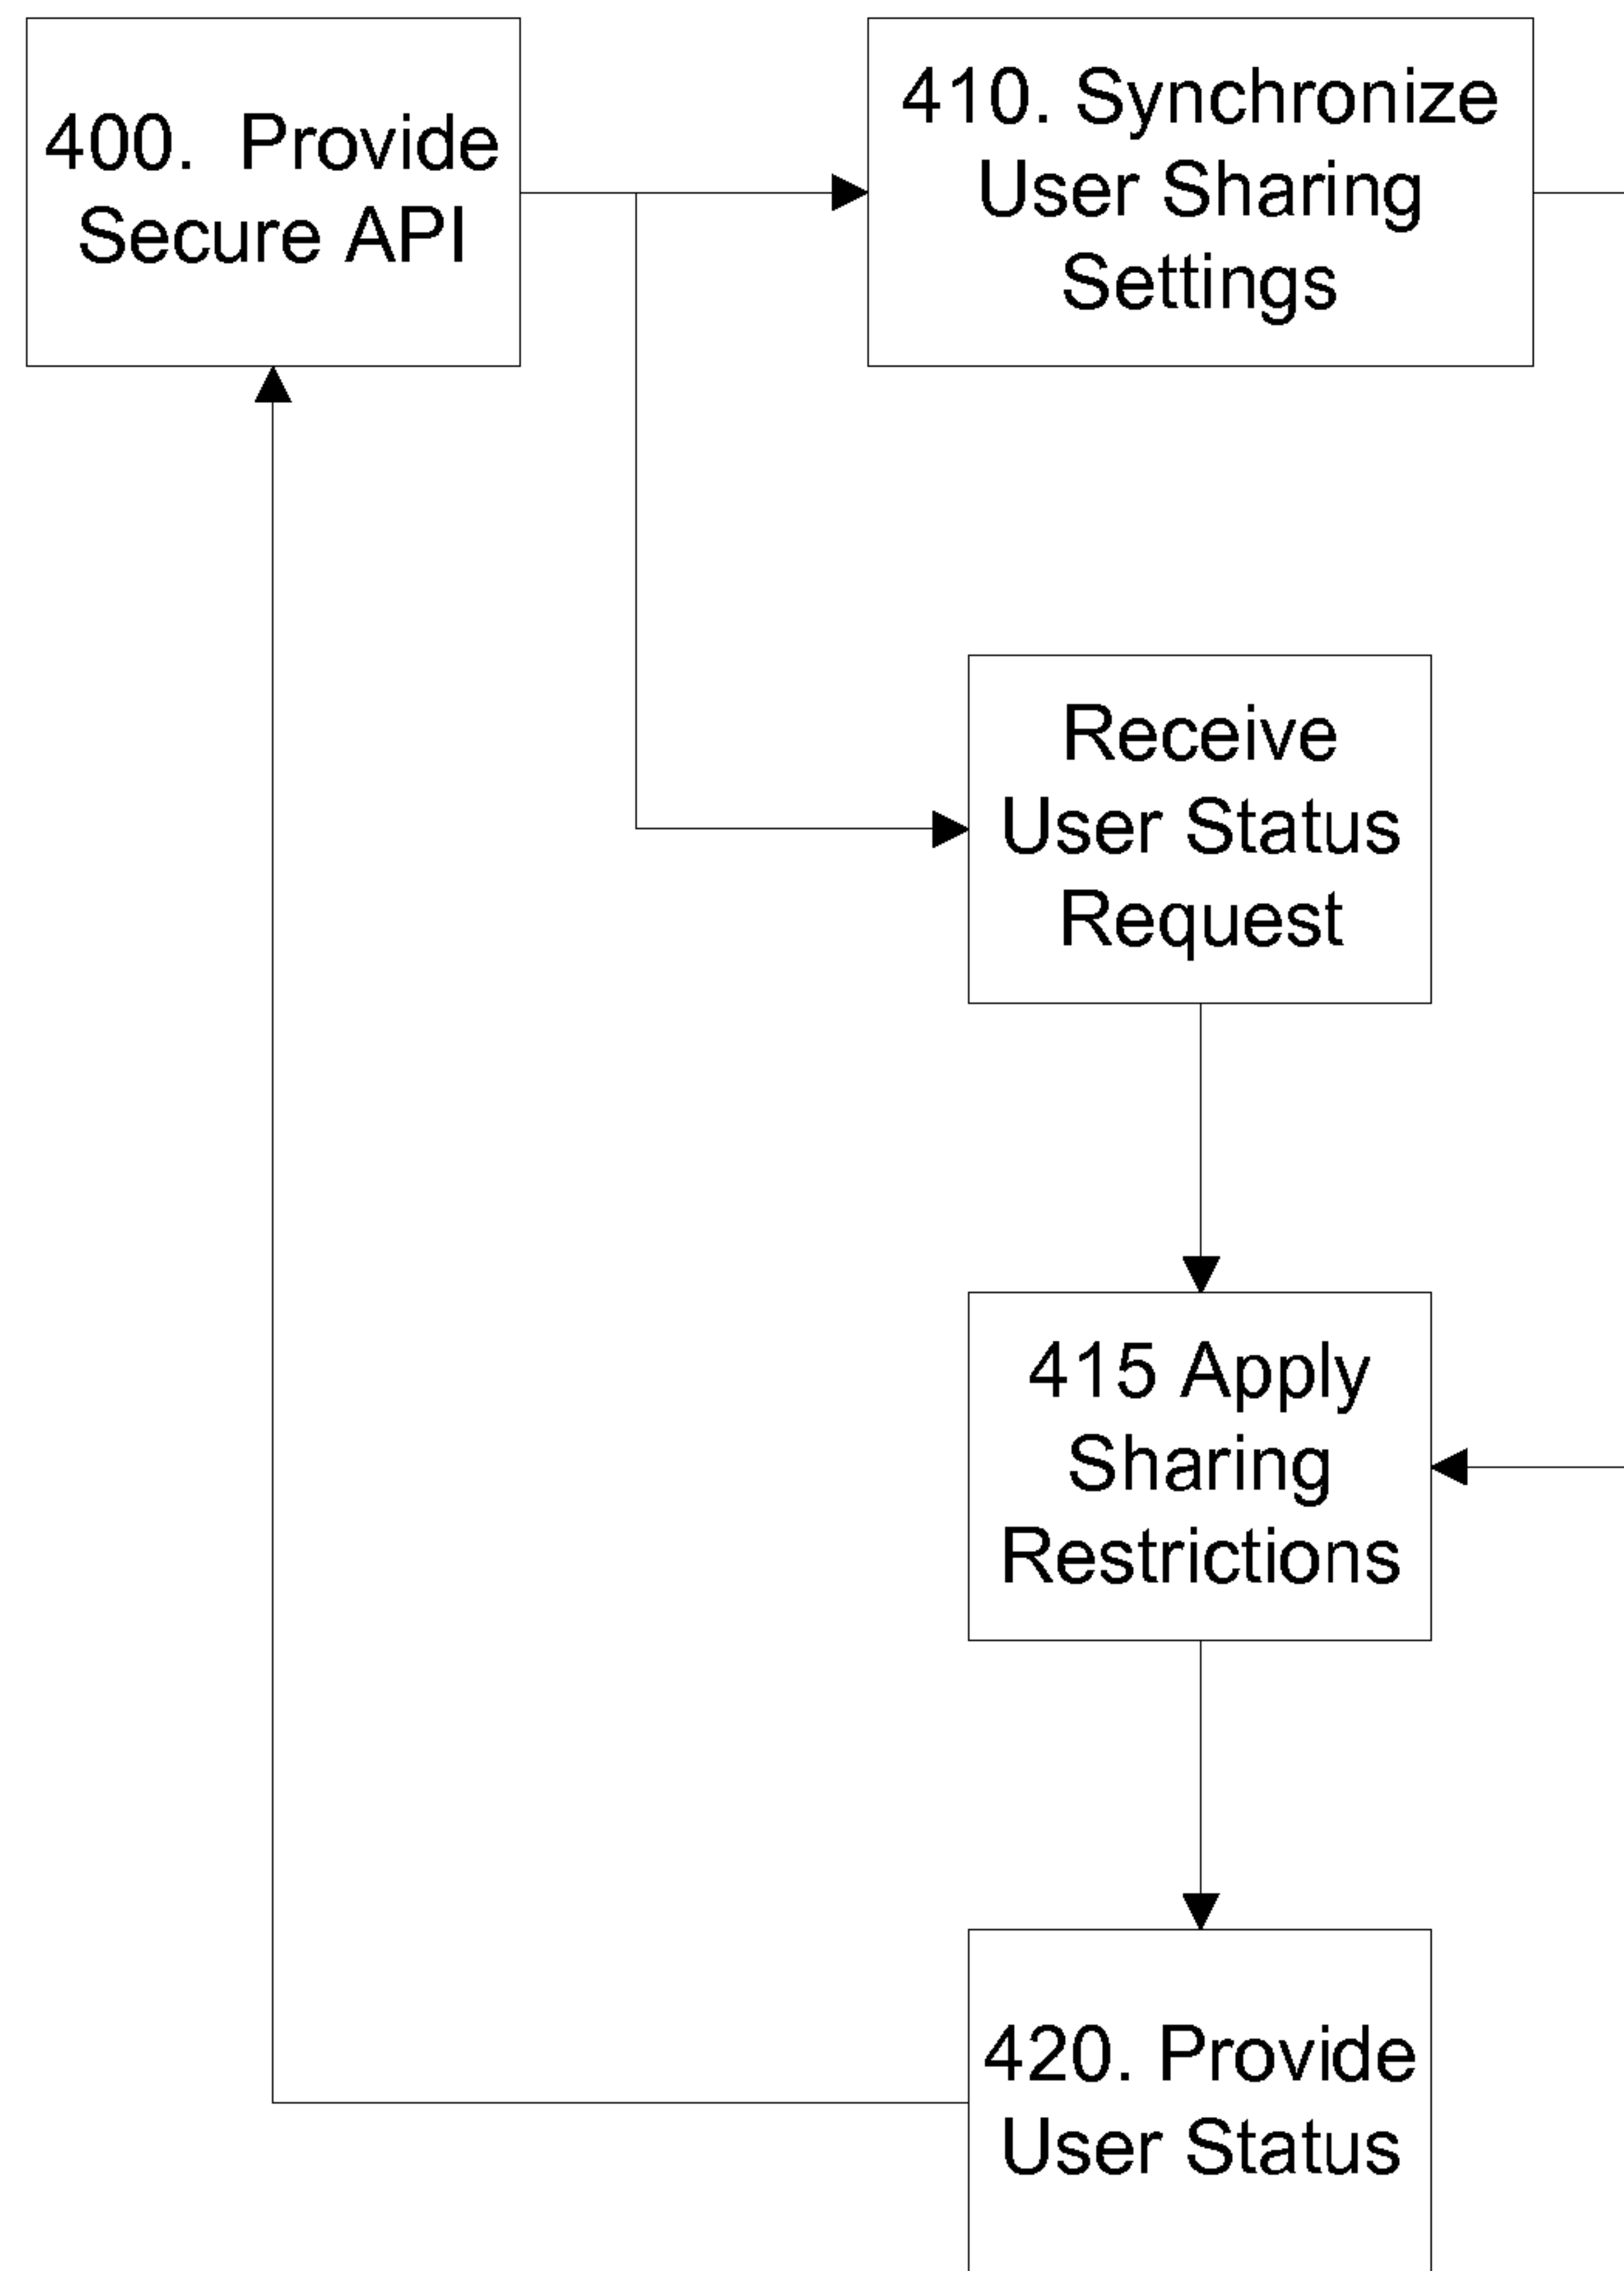 400.  Provide
Secure API
410. Synchronize
User Sharing
Settings
Receive
User Status
Request
415 Apply
Sharing
Restrictions
420. Provide
User Status